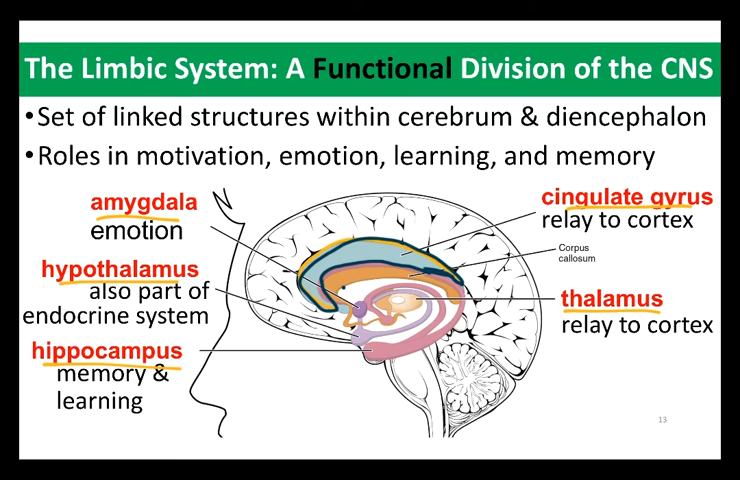 The Limbic System: A Functional Division of the CNS
•Set of linked structures within cerebrum & diencephalon
•Roles in motivation, emotion, learning, and memory
amygdala
emotion
hypothalamus
also part of
endocrine system
hippocampus
memory &
learning
cingulate gyrus
relay to cortex
Corpus
callosum
thalamus
relay to cortex
13